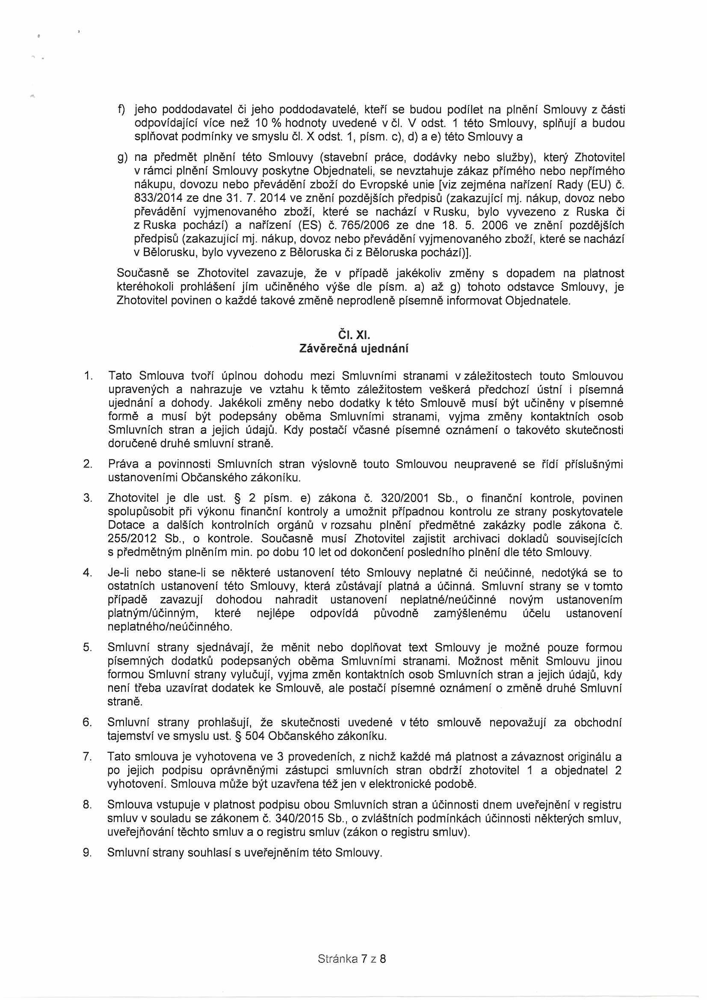 f) jeho poddodavatel či jeho poddodavatelé, kteří se budou podílet na plnění Smlouvy z části
odpovídající více než 10 % hodnoty uvedené v čl. V odst. 1 této Smlouvy, splňují a budou
splňovat podmínky ve smyslu čl. X odst. 1, písm. c), d) a e) této Smlouvy a
g) na předmět plnění této Smlouvy (stavební práce, dodávky nebo služby), který Zhotovitel
v rámci plnění Smlouvy poskytne Objednateli, se nevztahuje zákaz přímého nebo nepřímého
nákupu, dovozu nebo převádění zboží do Evropské unie [viz zejména nařízení Rady (EU) č.
833/2014 ze dne 31. 7. 2014 ve znění pozdějších předpisů (zakazující mj. nákup, dovoz nebo
převádění vyjmenovaného zboží, které se nachází v Rusku, bylo vyvezeno z Ruska či
z Ruska pochází) a nařízení (ES) č. 765/2006 ze dne 18. 5. 2006 ve znění pozdějších
předpisů (zakazující mj. nákup, dovoz nebo převádění vyjmenovaného zboží, které se nachází
v Bělorusku, bylo vyvezeno z Běloruska či z Běloruska pochází)].
Současně se Zhotovitel zavazuje, že v případě jakékoliv změny s dopadem na platnost
kteréhokoli prohlášení jím učiněného výše dle písm. a) až g) tohoto odstavce Smlouvy, je
Zhotovitel povinen o každé takové změně neprodleně písemně informovat Objednatele.
Čl. XI.
Závěrečná ujednání
1. Tato Smlouva tvoří úplnou dohodu mezi Smluvními stranami v záležitostech touto Smlouvou
upravených a nahrazuje ve vztahu k těmto záležitostem veškerá předchozí ústní i písemná
ujednání a dohody. Jakékoli změny nebo dodatky k této Smlouvě musí být učiněny v písemné
formě a musí být podepsány oběma Smluvními stranami, vyjma změny kontaktních osob
Smluvních stran a jejich údajů. Kdy postačí včasné písemné oznámení o takovéto skutečnosti
doručené druhé smluvní straně.
2. Práva a povinnosti Smluvních stran výslovně touto Smlouvou neupravené se řídí příslušnými
ustanoveními Občanského zákoníku.
3. Zhotovitel je dle ust. § 2 písm. e) zákona č. 320/2001 Sb., o finanční kontrole, povinen
spolupůsobit při výkonu finanční kontroly a umožnit případnou kontrolu ze strany poskytovatele
Dotace a dalších kontrolních orgánů v rozsahu plnění předmětné zakázky podle zákona č.
255/2012 Sb., o kontrole. Současně musí Zhotovitel zajistit archivaci dokladů souvisejících
s předmětným plněním min. po dobu 10 let od dokončení posledního plnění dle této Smlouvy.
4. Je-li nebo stane-li se některé ustanovení této Smlouvy neplatné či neúčinné, nedotýká se to
ostatních ustanovení této Smlouvy, která zůstávají platná a účinná. Smluvní strany se v tomto
případě zavazují dohodou nahradit ustanovení neplatné/neúčinné novým ustanovením
platným/účinným, které nejlépe odpovídá původně zamýšlenému účelu ustanovení
neplatného/neúčinného.
5. Smluvní strany sjednávají, že měnit nebo doplňovat text Smlouvy je možné pouze formou
písemných dodatků podepsaných oběma Smluvními stranami. Možnost měnit Smlouvu jinou
formou Smluvní strany vylučují, vyjma změn kontaktních osob Smluvních stran a jejich údajů, kdy
není třeba uzavírat dodatek ke Smlouvě, ale postačí písemné oznámení o změně druhé Smluvní
straně.
6. Smluvní strany prohlašují, že skutečnosti uvedené v této smlouvě nepovažují za obchodní
tajemství ve smyslu ust. § 504 Občanského zákoníku.
7. Tato smlouva je vyhotovena ve 3 provedeních, z nichž každé má platnost a závaznost originálu a
po jejich podpisu oprávněnými zástupci smluvních stran obdrží zhotovitel 1 a objednatel 2
vyhotovení. Smlouva může být uzavřena též jen v elektronické podobě.
8. Smlouva vstupuje v platnost podpisu obou Smluvních stran a účinnosti dnem uveřejnění v registru
smluv v souladu se zákonem č. 340/2015 Sb., o zvláštních podmínkách účinnosti některých smluv,
uveřejňování těchto smluv a o registru smluv (zákon o registru smluv).
9. Smluvní strany souhlasí s uveřejněním této Smlouvy.
Stránka 7 z 8